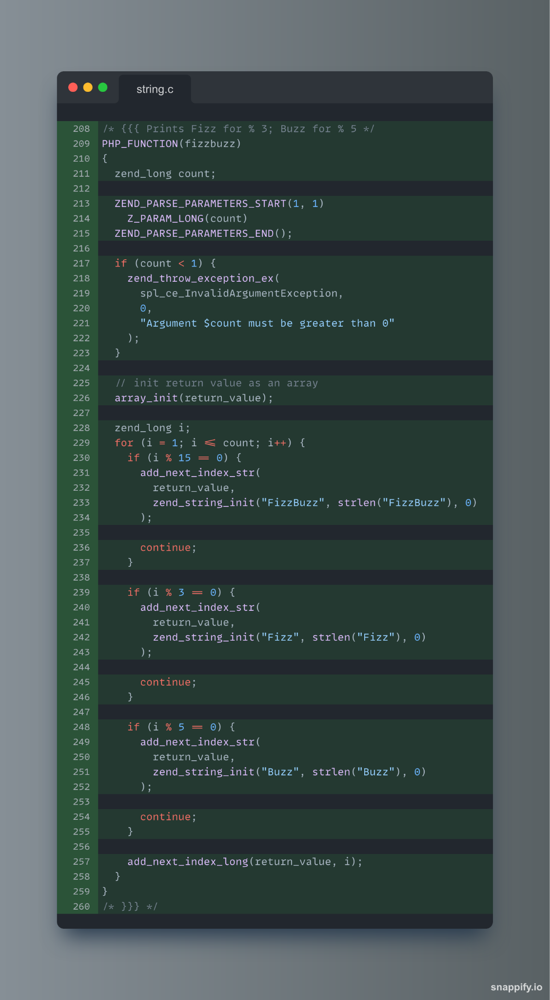 string.c
208 /* {{{ Prints Fizz for % 3; Buzz for % 5 */
209 PHP_FUNCTION(fizzbuzz)
210 {
211   zend_long count;
212
213   ZEND_PARSE_PARAMETERS_START(1, 1)
214     Z_PARAM_LONG(count)
215   ZEND_PARSE_PARAMETERS_END();
216
217   if (count < 1) {
218     zend_throw_exception_ex(
219       spl_ce_InvalidArgumentException,
220       0,
221       "Argument $count must be greater than 0"
222     );
223   }
224
225   // init return value as an array
226   array_init(return_value);
227
228   zend_long i;
229   for (i = 1; i <= count; i++) {
230     if (i % 15 == 0) {
231       add_next_index_str(
232         return_value,
233         zend_string_init("FizzBuzz", strlen("FizzBuzz"), 0)
234       );
235
236       continue;
237     }
238
239     if (i % 3 == 0) {
240       add_next_index_str(
241         return_value,
242         zend_string_init("Fizz", strlen("Fizz"), 0)
243       );
244
245       continue;
246     }
247
248     if (i % 5 == 0) {
249       add_next_index_str(
250         return_value,
251         zend_string_init("Buzz", strlen("Buzz"), 0)
252       );
253
254       continue;
255     }
256
257     add_next_index_long(return_value, i);
258   }
259 }
260 /* }}} */
snappify.io